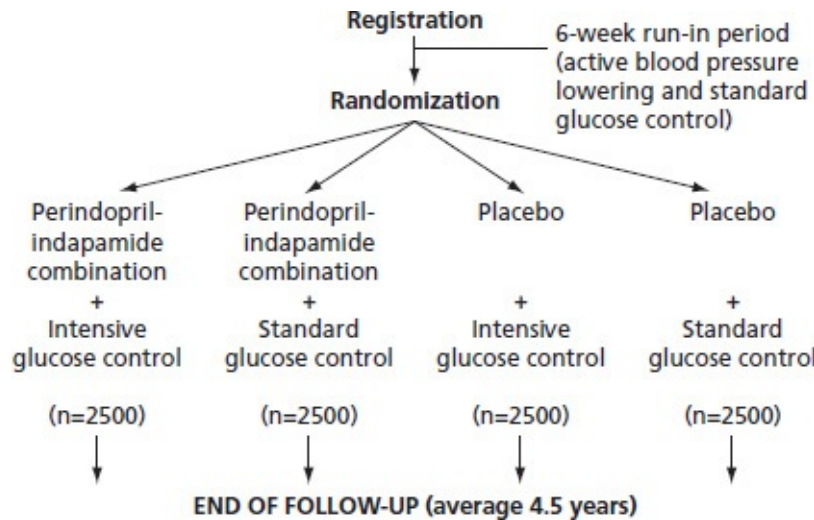 Registration
6-week run-in period
(active blood pressure
lowering and standard
glucose control)
Randomization
Perindopril-
indapamide
combination
+
Intensive
glucose control
(n=2500)
Perindopril-
indapamide
combination
+
Standard
glucose control
(n=2500)
Placebo
+
Intensive
glucose control
(n=2500)
Placebo
+
Standard
glucose control
(n=2500)
END OF FOLLOW-UP (average 4.5 years)